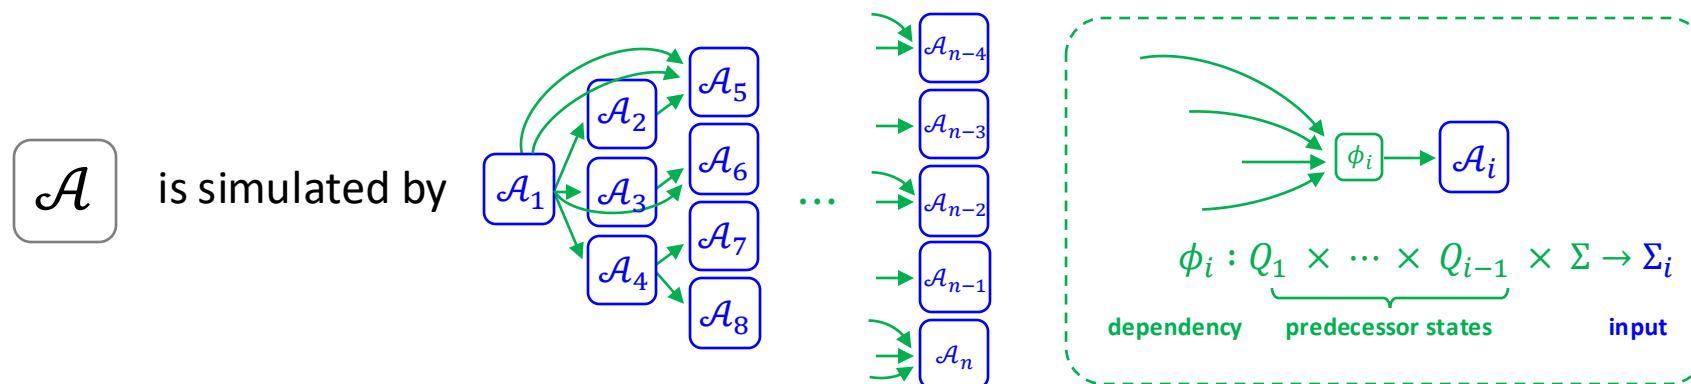 𝒜 is simulated by
𝒜₁
𝒜₂
𝒜₃
𝒜₄
𝒜₅
𝒜₆
𝒜₇
𝒜₈
⋯
𝒜ₙ₋₄
𝒜ₙ₋₃
𝒜ₙ₋₂
𝒜ₙ₋₁
𝒜ₙ
ϕᵢ 𝒜ᵢ
ϕᵢ : Q₁ × ⋯ × Qᵢ₋₁ × Σ → Σᵢ
dependency predecessor states input